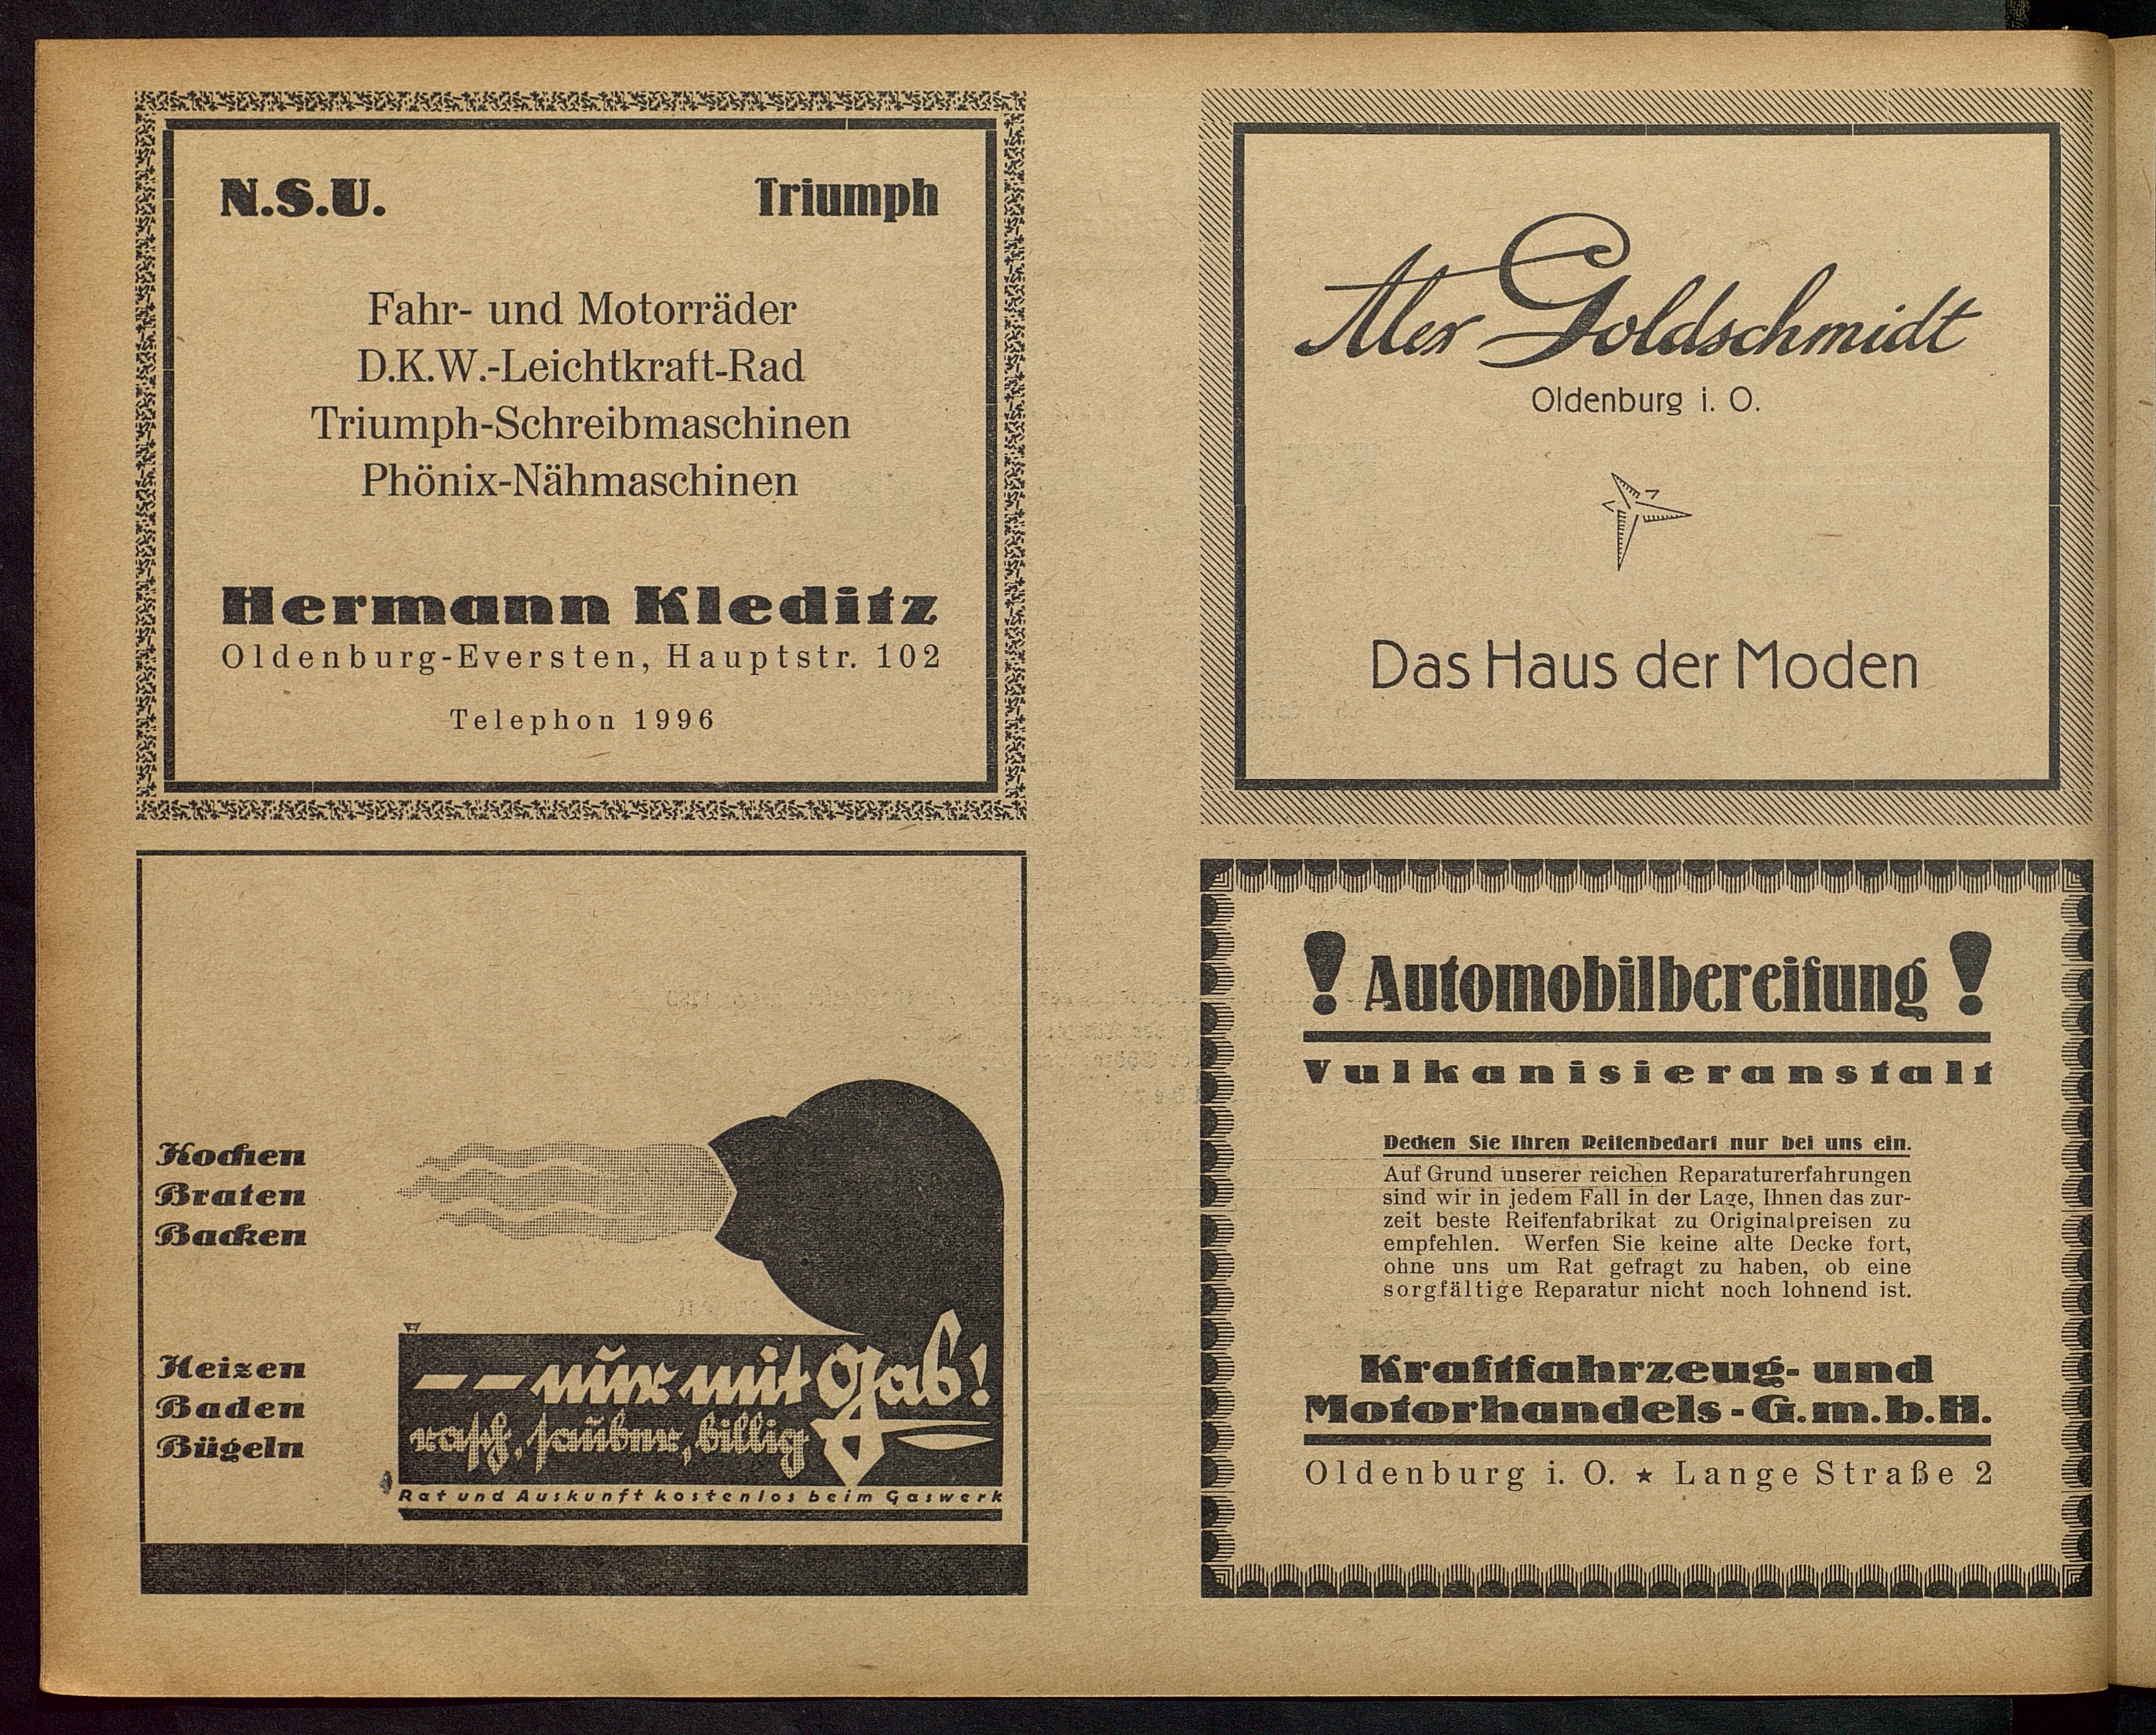 N.S.U. Triumph
Fahr- und Motorräder
D.K.W.-Leichtkraft-Rad
Triumph-Schreibmaschinen
Phönix-Nähmaschinen
Hermann Kleditz
Oldenburg-Eversten, Hauptstr. 102
Telephon 1996
Alex Goldschmidt
Oldenburg i. O.
Das Haus der Moden
Kochen
Braten
Backen
Heizen
Baden
Bügeln
— — nur mit Gas!
rasch, sauber, billig
Rat und Auskunft kostenlos beim Gaswerk
! Automobilbereifung !
Vulkanisieranstalt
Decken Sie Ihren Reifenbedarf nur bei uns ein.
Auf Grund unserer reichen Reparaturerfahrungen
sind wir in jedem Fall in der Lage, Ihnen das zur-
zeit beste Reifenfabrikat zu Originalpreisen zu
empfehlen. Werfen Sie keine alte Decke fort,
ohne uns um Rat gefragt zu haben, ob eine
sorgfältige Reparatur nicht noch lohnend ist.
Kraftfahrzeug- und
Motorhandels-G.m.b.H.
Oldenburg i. O. ★ Lange Straße 2